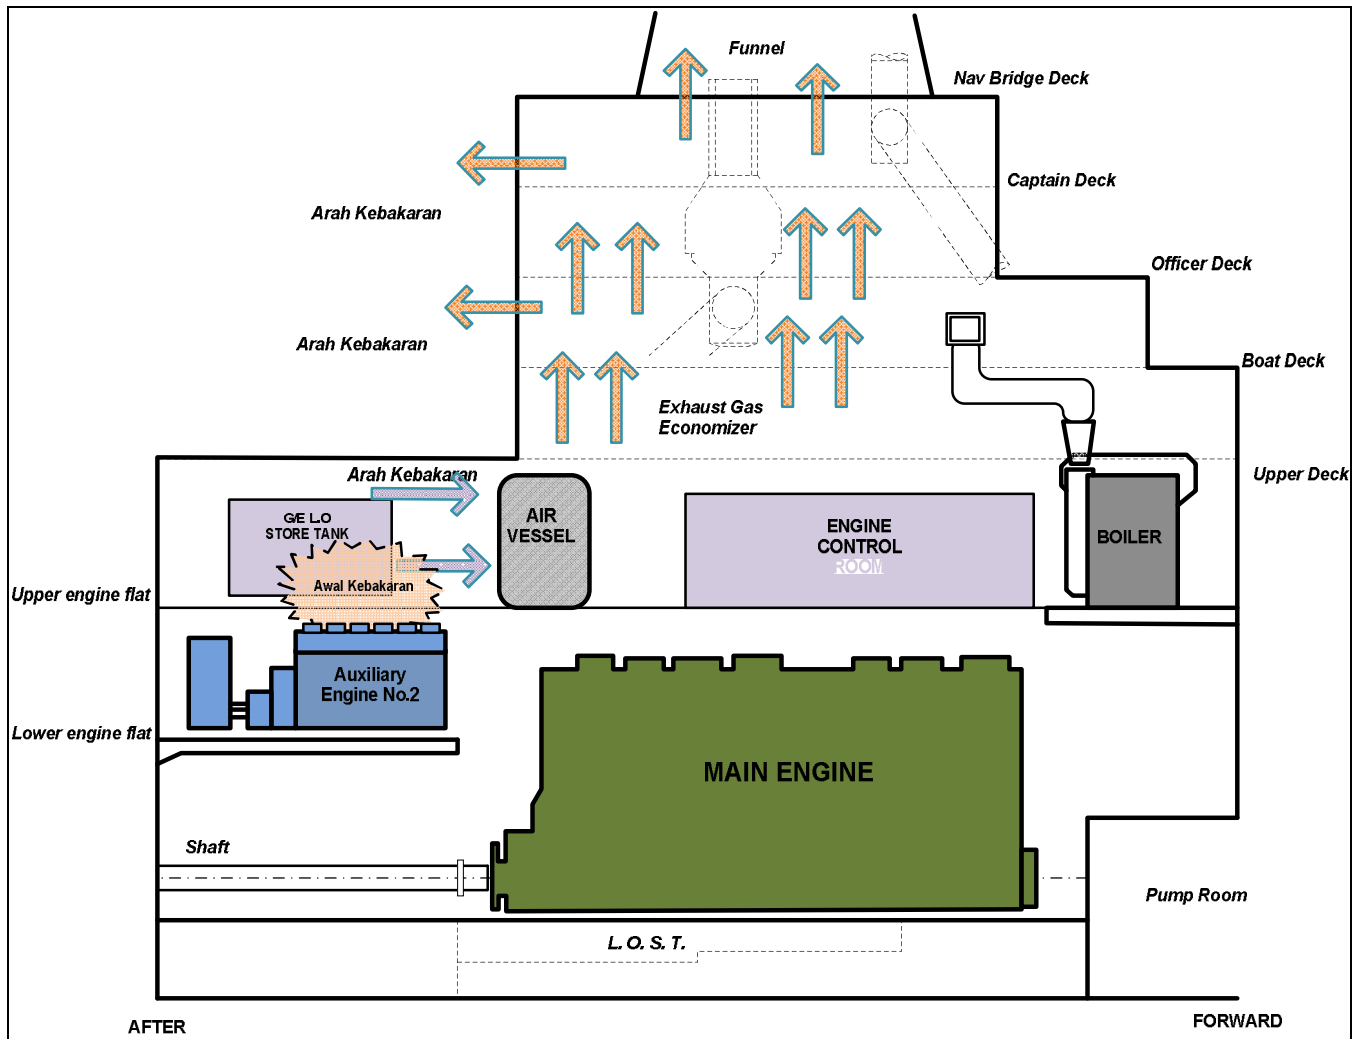 Funnel
Nav Bridge Deck
Captain Deck
Arah Kebakaran
Officer Deck
Arah Kebakaran
Boat Deck
Exhaust Gas
Economizer
Arah Kebakaran
Upper Deck
G/E L.O
STORE TANK
AIR
VESSEL
ENGINE
CONTROL
ROOM
BOILER
Awal Kebakaran
Upper engine flat
Auxiliary
Engine No.2
Lower engine flat
MAIN ENGINE
Shaft
Pump Room
L. O. S. T.
AFTER
FORWARD